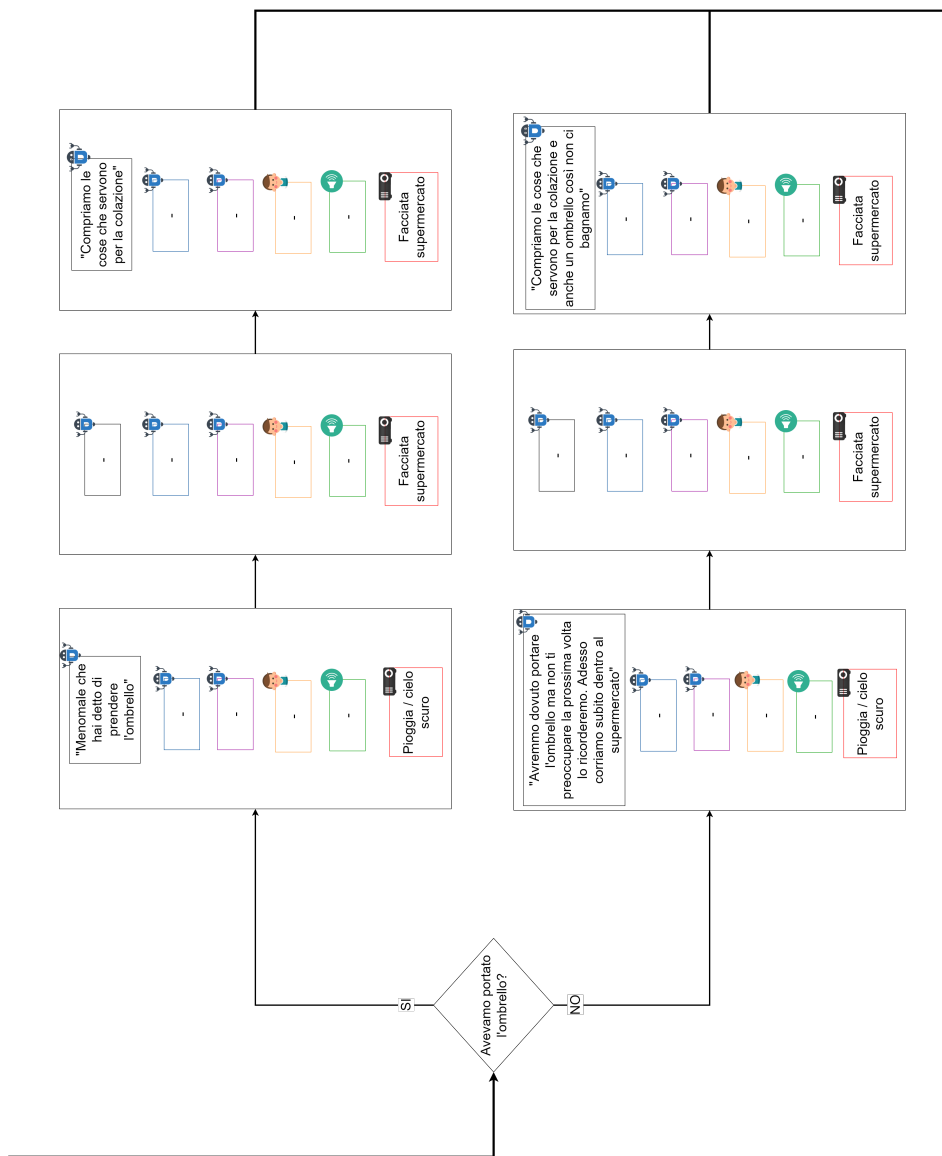 Avevamo portato
l'ombrello?
SI
"Menomale che
hai detto di
prendere
l'ombrello"
-
-
-
-
Pioggia / cielo
scuro
-
-
-
-
-
Facciata
supermercato
"Compriamo le
cose che servono
per la colazione"
-
-
-
-
Facciata
supermercato
NO
"Avremmo dovuto portare
l'ombrello ma non ti
preoccupare la prossima volta
lo ricorderemo. Adesso
corriamo subito dentro al
supermercato"
-
-
-
-
Pioggia / cielo
scuro
-
-
-
-
-
Facciata
supermercato
"Compriamo le cose che
servono per la colazione e
anche un ombrello così non ci
bagnamo"
-
-
-
-
Facciata
supermercato